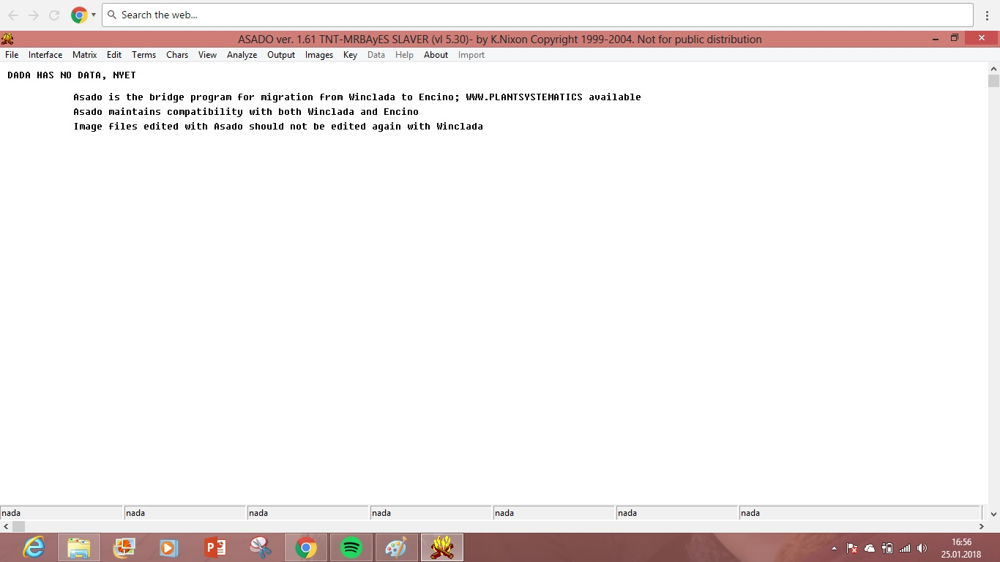 Search the web...
ASADO ver. 1.61 TNT-MRBAyES SLAVER (vl 5.30)- by K.Nixon Copyright 1999-2004. Not for public distribution
File Interface Matrix Edit Terms Chars View Analyze Output Images Key Data Help About Import
DADA HAS NO DATA, NYET
Asado is the bridge program for migration from Winclada to Encino; WWW.PLANTSYSTEMATICS available
Asado maintains compatibility with both Winclada and Encino
Image files edited with Asado should not be edited again with Winclada
nada nada nada nada nada nada nada
16:56
25.01.2018